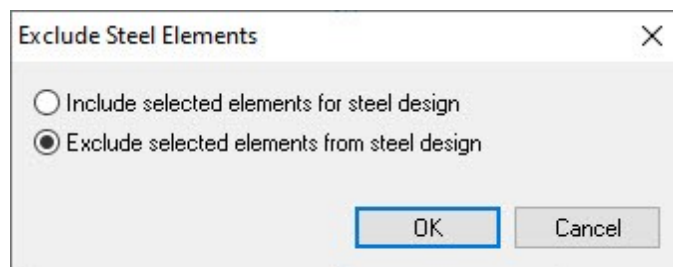 Exclude Steel Elements
Include selected elements for steel design
Exclude selected elements from steel design
OK Cancel